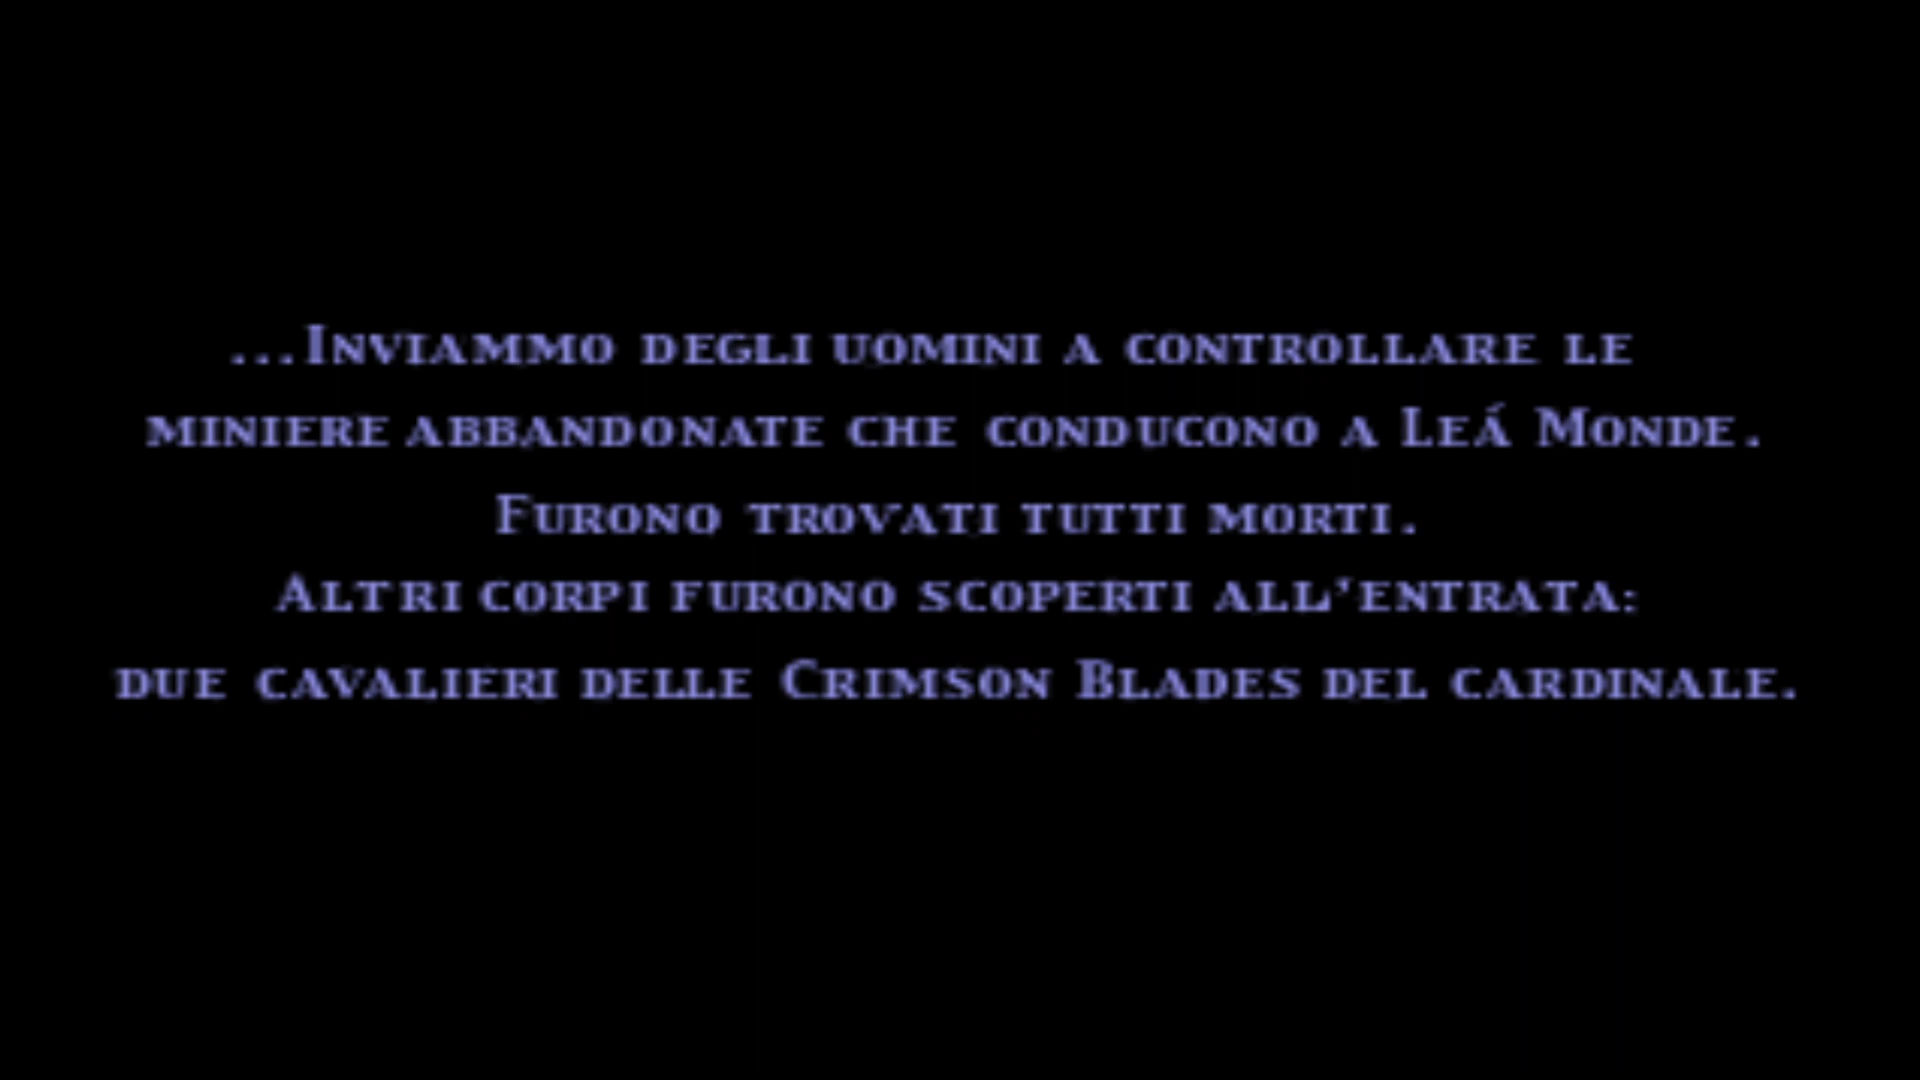 ...Inviammo degli uomini a controllare le
miniere abbandonate che conducono a Leá Monde.
Furono trovati tutti morti.
Altri corpi furono scoperti all'entrata:
due cavalieri delle Crimson Blades del cardinale.